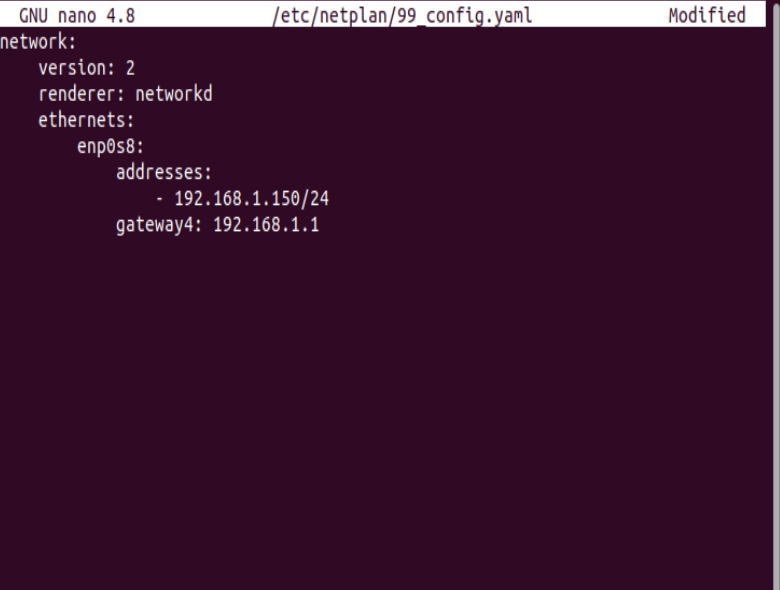 GNU nano 4.8 /etc/netplan/99_config.yaml Modified
network:
    version: 2
    renderer: networkd
    ethernets:
        enp0s8:
            addresses:
                - 192.168.1.150/24
            gateway4: 192.168.1.1